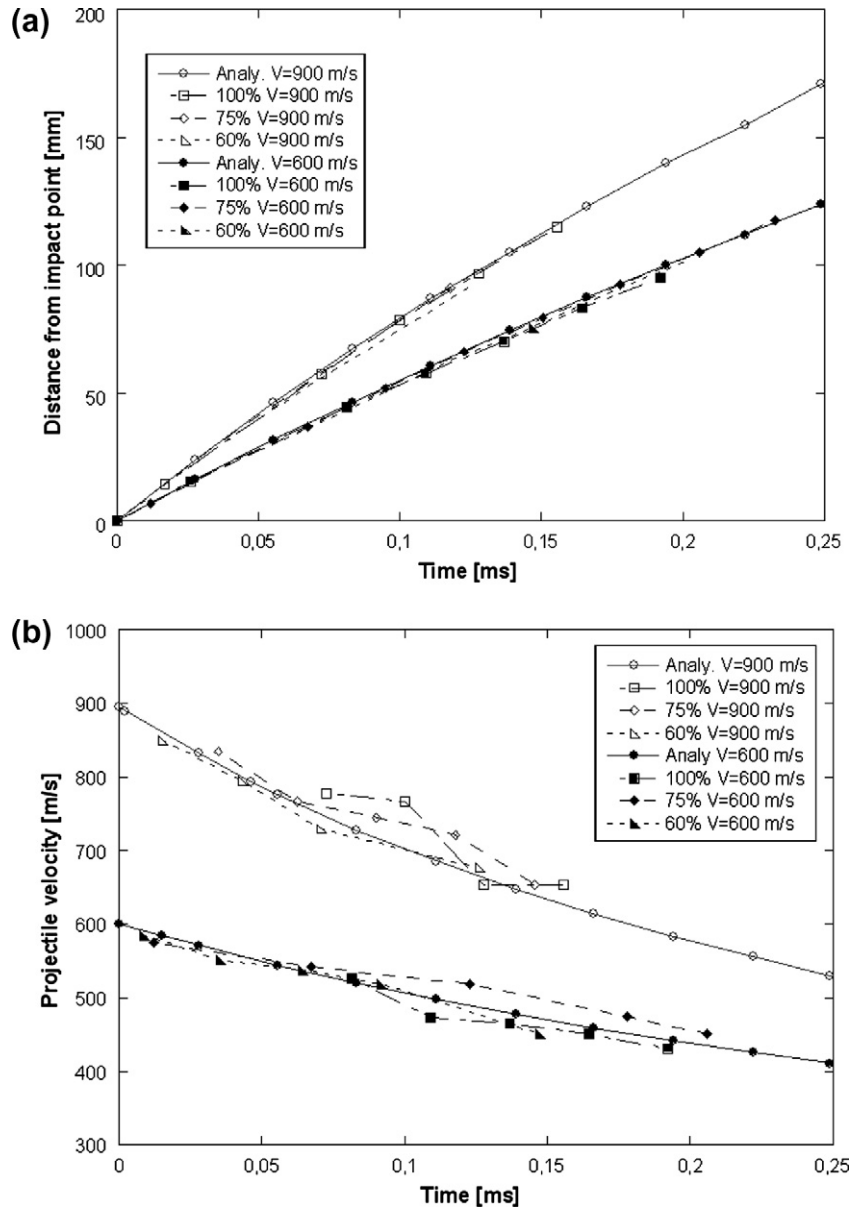 (a)
200
150
100
50
0
Distance from impact point [mm]
Analy. V=900 m/s
100% V=900 m/s
75% V=900 m/s
60% V=900 m/s
Analy. V=600 m/s
100% V=600 m/s
75% V=600 m/s
60% V=600 m/s
0 0,05 0,1 0,15 0,2 0,25
Time [ms]
(b)
1000
900
800
700
600
500
400
300
Projectile velocity [m/s]
Analy. V=900 m/s
100% V=900 m/s
75% V=900 m/s
60% V=900 m/s
Analy V=600 m/s
100% V=600 m/s
75% V=600 m/s
60% V=600 m/s
0 0,05 0,1 0,15 0,2 0,25
Time [ms]